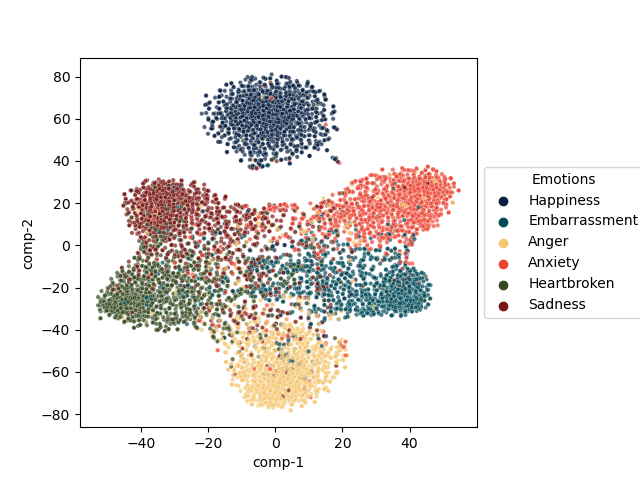 80
60
40
20
0
−20
−40
−60
−80
comp-2
−40
−20
0
20
40
comp-1
Emotions
Happiness
Embarrassment
Anger
Anxiety
Heartbroken
Sadness